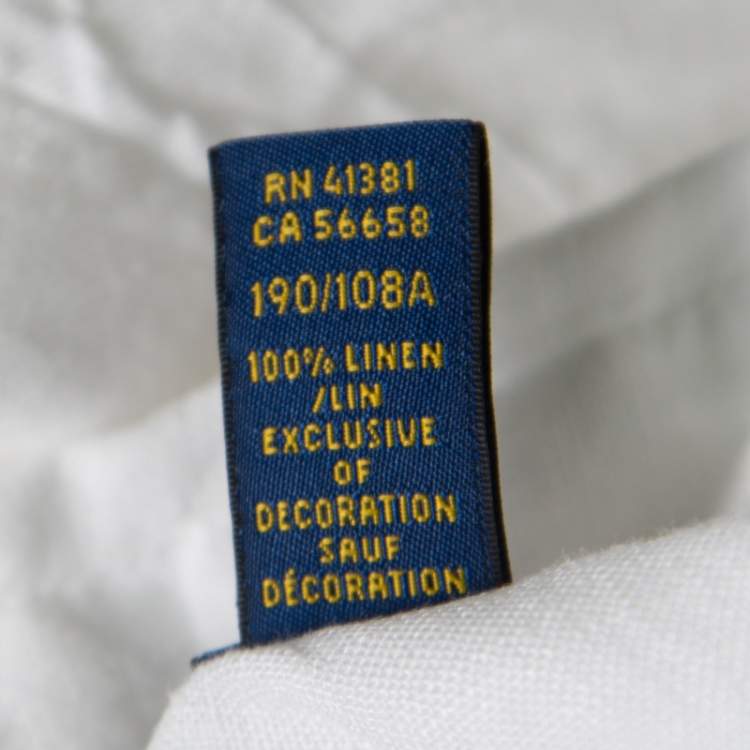 RN 41381
CA 56658
190/108A
100% LINEN
/LIN
EXCLUSIVE
OF
DECORATION
SAUF
DÉCORATION